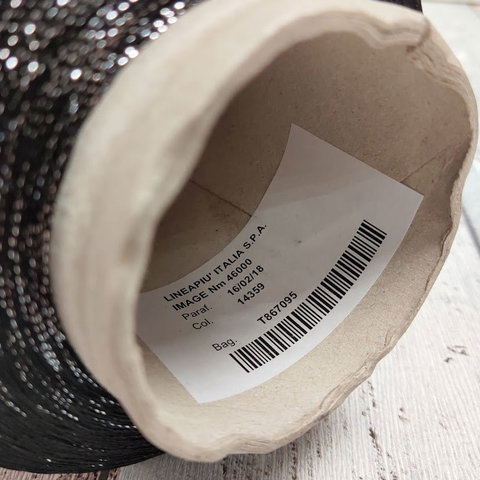 LINEAPIU' ITALIA S.P.A.
IMAGE Nm 46000
Paraf. 16/02/18
Col. 14359
Bag. T867095